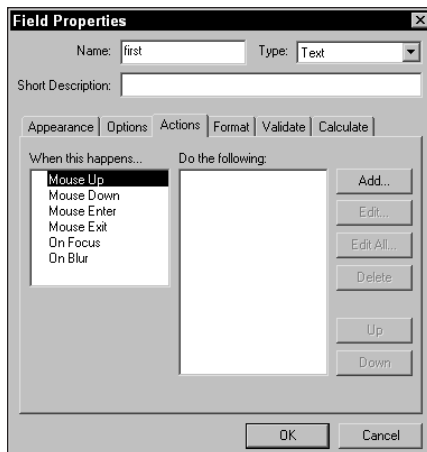 Field Properties
Name: first Type: Text
Short Description:
Appearance Options Actions Format Validate Calculate
When this happens... Do the following:
Mouse Up
Mouse Down
Mouse Enter
Mouse Exit
On Focus
On Blur
Add...
Edit...
Edit All...
Delete
Up
Down
OK Cancel